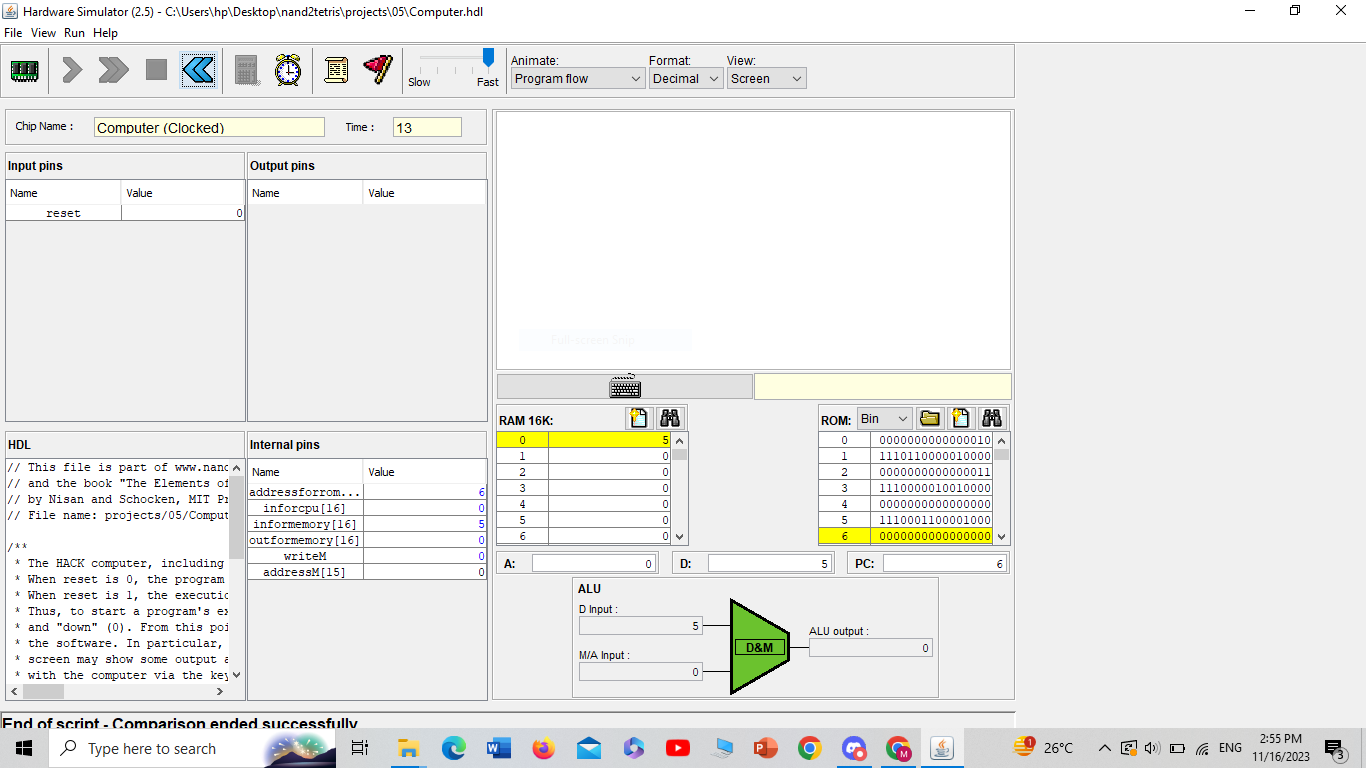 Hardware Simulator (2.5) - C:\Users\hp\Desktop\nand2tetris\projects\05\Computer.hdl
File View Run Help
Slow Fast
Animate: Format: View:
Program flow Decimal Screen
Chip Name : Computer (Clocked) Time : 13
Input pins
Name Value
reset 0
Output pins
Name Value
Full-screen Snip
RAM 16K:
0 5
1 0
2 0
3 0
4 0
5 0
6 0
ROM: Bin
0 0000000000000010
1 1110110000010000
2 0000000000000011
3 1110000010010000
4 0000000000000000
5 1110001100001000
6 0000000000000000
HDL
// This file is part of www.nand
// and the book "The Elements of
// by Nisan and Schocken, MIT Pr
// File name: projects/05/Comput
/**
* The HACK computer, including
* When reset is 0, the program
* When reset is 1, the executio
* Thus, to start a program's ex
* and "down" (0). From this poi
* the software. In particular,
* screen may show some output a
* with the computer via the key
Internal pins
Name Value
addressforrom... 6
inforcpu[16] 0
informemory[16] 5
outformemory[16] 0
writeM 0
addressM[15] 0
A: 0 D: 5 PC: 6
ALU
D Input :
5
M/A Input :
0
D&M
ALU output :
0
End of script - Comparison ended successfully
Type here to search
1
26°C
ENG
2:55 PM
11/16/2023
3